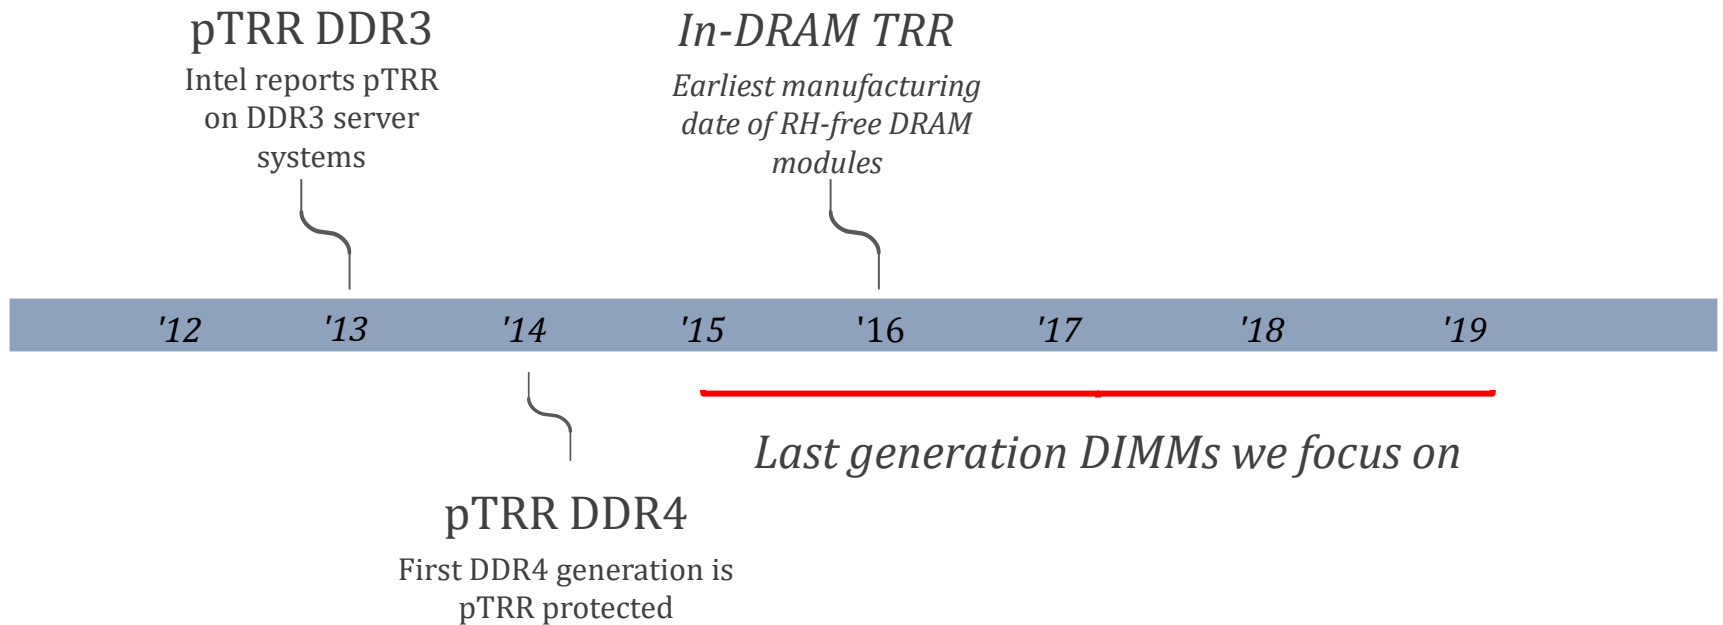 pTRR DDR3
Intel reports pTRR
on DDR3 server
systems
In-DRAM TRR
Earliest manufacturing
date of RH-free DRAM
modules
'12 '13 '14 '15 '16 '17 '18 '19
Last generation DIMMs we focus on
pTRR DDR4
First DDR4 generation is
pTRR protected